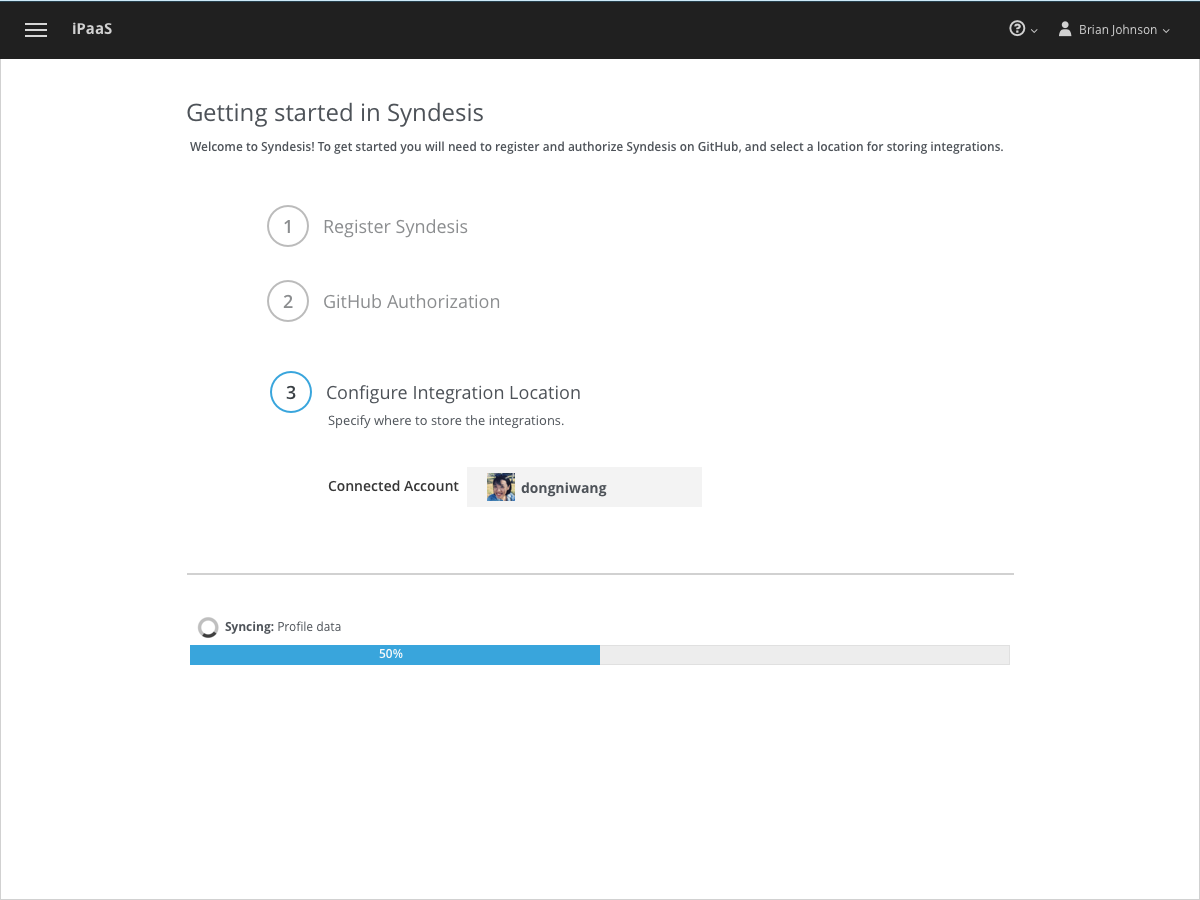 iPaaS
Brian Johnson
Getting started in Syndesis
Welcome to Syndesis! To get started you will need to register and authorize Syndesis on GitHub, and select a location for storing integrations.
1 Register Syndesis
2 GitHub Authorization
3 Configure Integration Location
Specify where to store the integrations.
Connected Account dongniwang
Syncing: Profile data
50%